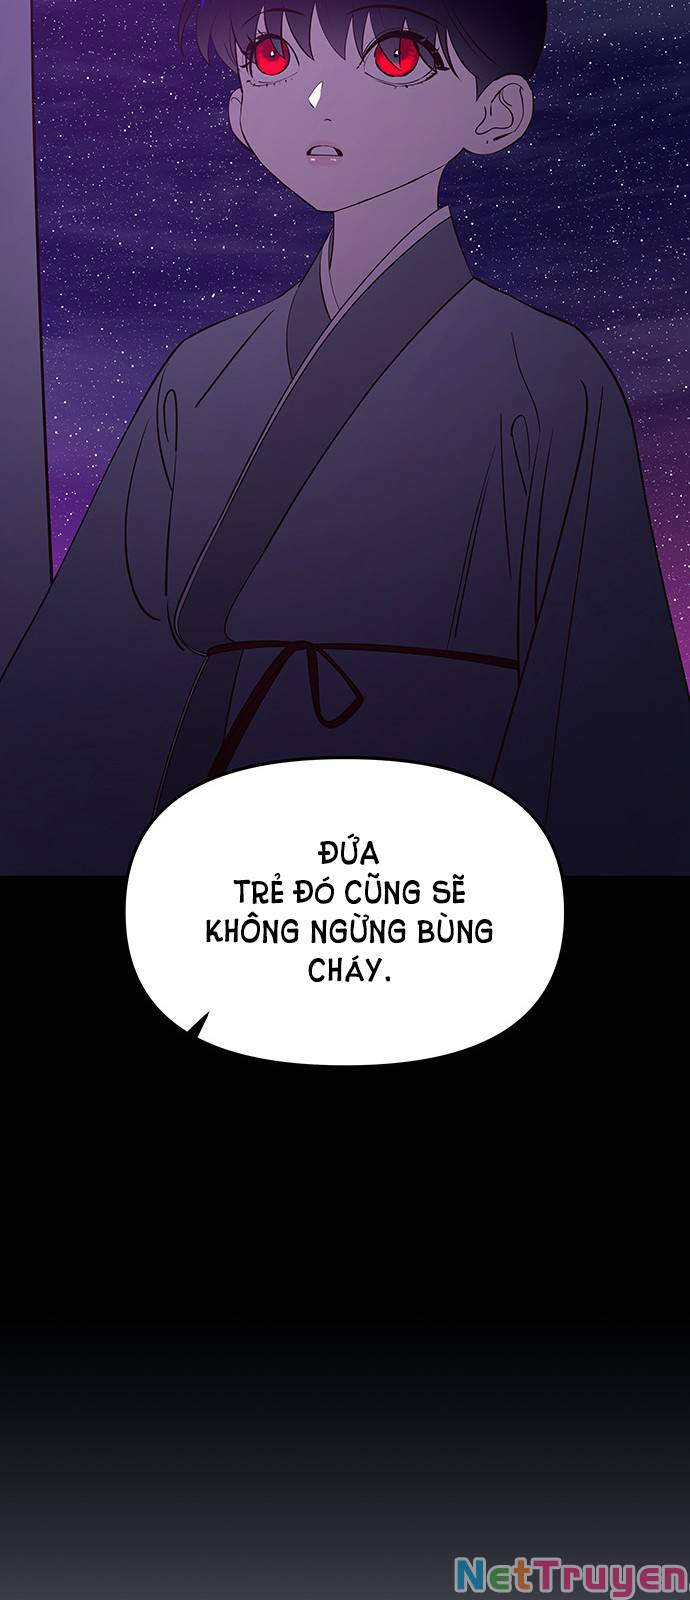 ĐỨA
TRẺ ĐÓ CŨNG SẼ
KHÔNG NGỪNG BÙNG
CHÁY.
NetTruyen